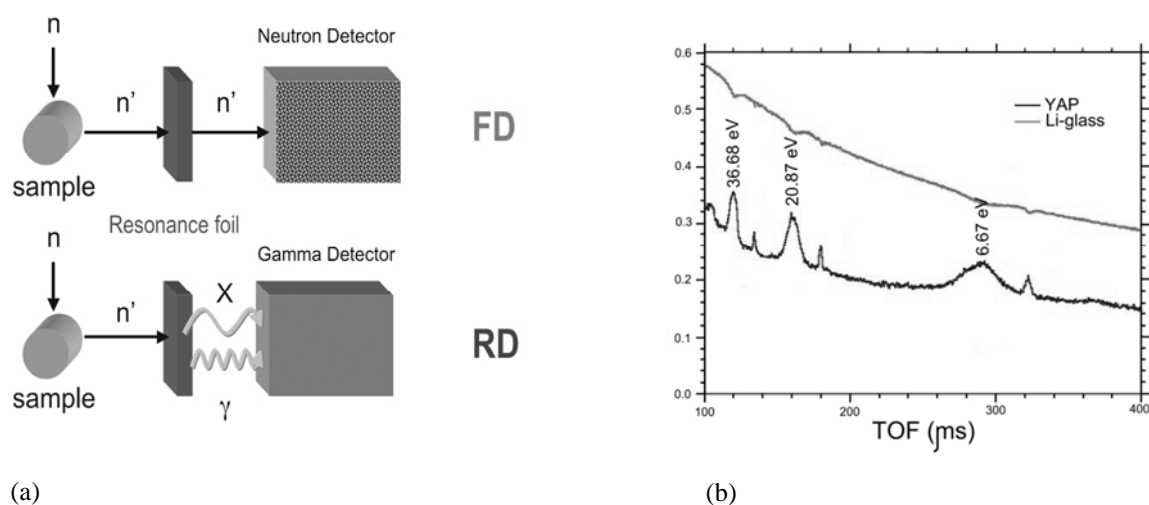 n
Neutron Detector
n'
n'
FD
sample
Resonance foil
n
Gamma Detector
X
n'
RD
sample
γ
(a)
0.6
0.5
0.4
0.3
0.2
0.1
0.0
YAP
Li-glass
36.68 eV
20.87 eV
6.67 eV
100
200
300
400
TOF (μs)
(b)